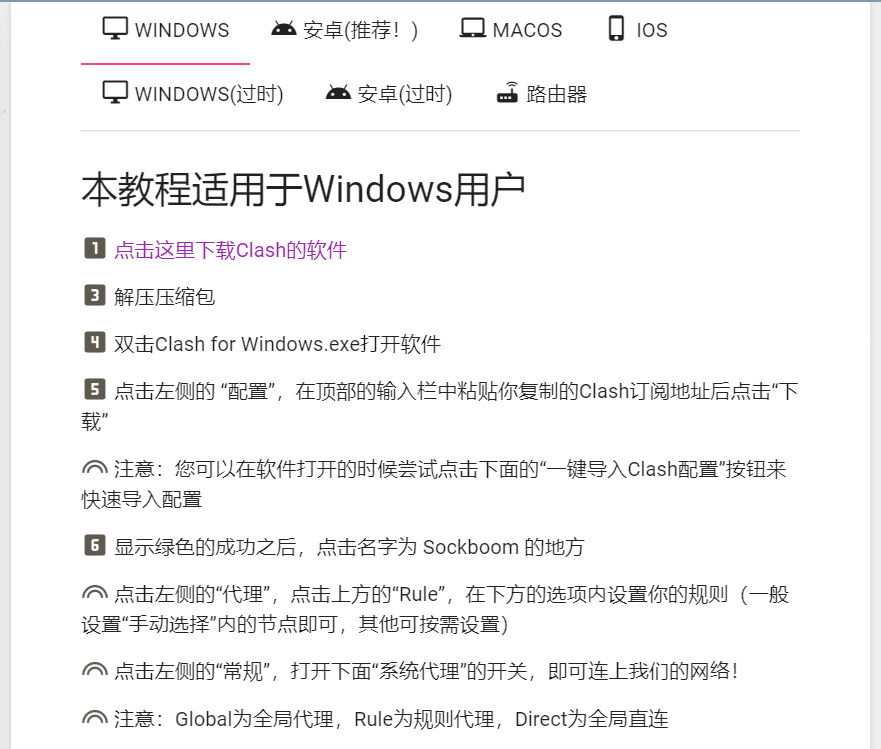 WINDOWS 安卓(推荐！) MACOS IOS
WINDOWS(过时) 安卓(过时) 路由器
本教程适用于Windows用户
1 点击这里下载Clash的软件
3 解压压缩包
4 双击Clash for Windows.exe打开软件
5 点击左侧的 “配置”，在顶部的输入栏中粘贴你复制的Clash订阅地址后点击“下
载”
注意：您可以在软件打开的时候尝试点击下面的“一键导入Clash配置”按钮来
快速导入配置
6 显示绿色的成功之后，点击名字为 Sockboom 的地方
点击左侧的“代理”，点击上方的“Rule”，在下方的选项内设置你的规则（一般
设置“手动选择”内的节点即可，其他可按需设置）
点击左侧的“常规”，打开下面“系统代理”的开关，即可连上我们的网络！
注意：Global为全局代理，Rule为规则代理，Direct为全局直连